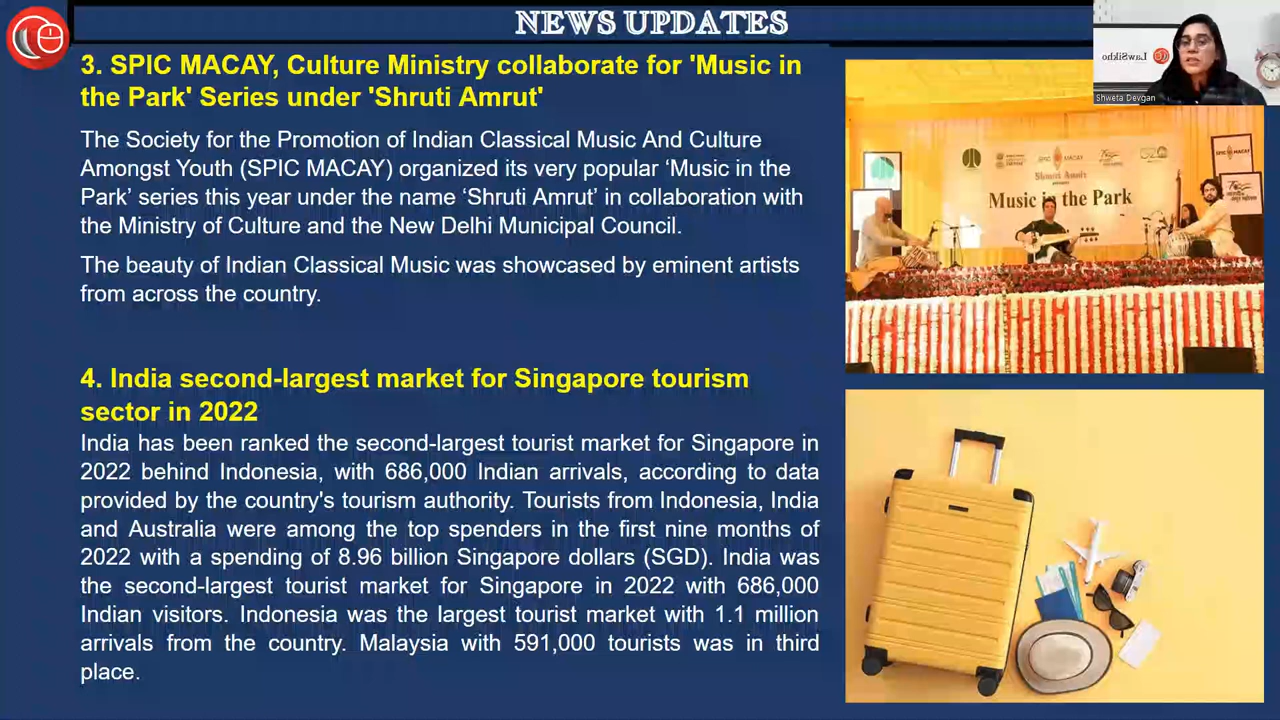 NEWS UPDATES
3. SPIC MACAY, Culture Ministry collaborate for 'Music in
the Park' Series under 'Shruti Amrut'
The Society for the Promotion of Indian Classical Music And Culture
Amongst Youth (SPIC MACAY) organized its very popular ‘Music in the
Park’ series this year under the name ‘Shruti Amrut’ in collaboration with
the Ministry of Culture and the New Delhi Municipal Council.
The beauty of Indian Classical Music was showcased by eminent artists
from across the country.
4. India second-largest market for Singapore tourism
sector in 2022
India has been ranked the second-largest tourist market for Singapore in
2022 behind Indonesia, with 686,000 Indian arrivals, according to data
provided by the country's tourism authority. Tourists from Indonesia, India
and Australia were among the top spenders in the first nine months of
2022 with a spending of 8.96 billion Singapore dollars (SGD). India was
the second-largest tourist market for Singapore in 2022 with 686,000
Indian visitors. Indonesia was the largest tourist market with 1.1 million
arrivals from the country. Malaysia with 591,000 tourists was in third
place.
LawSikho
Shweta Devgan
SPIC MACAY
Shruti Amrut
Music in the Park
SPIC MACAY